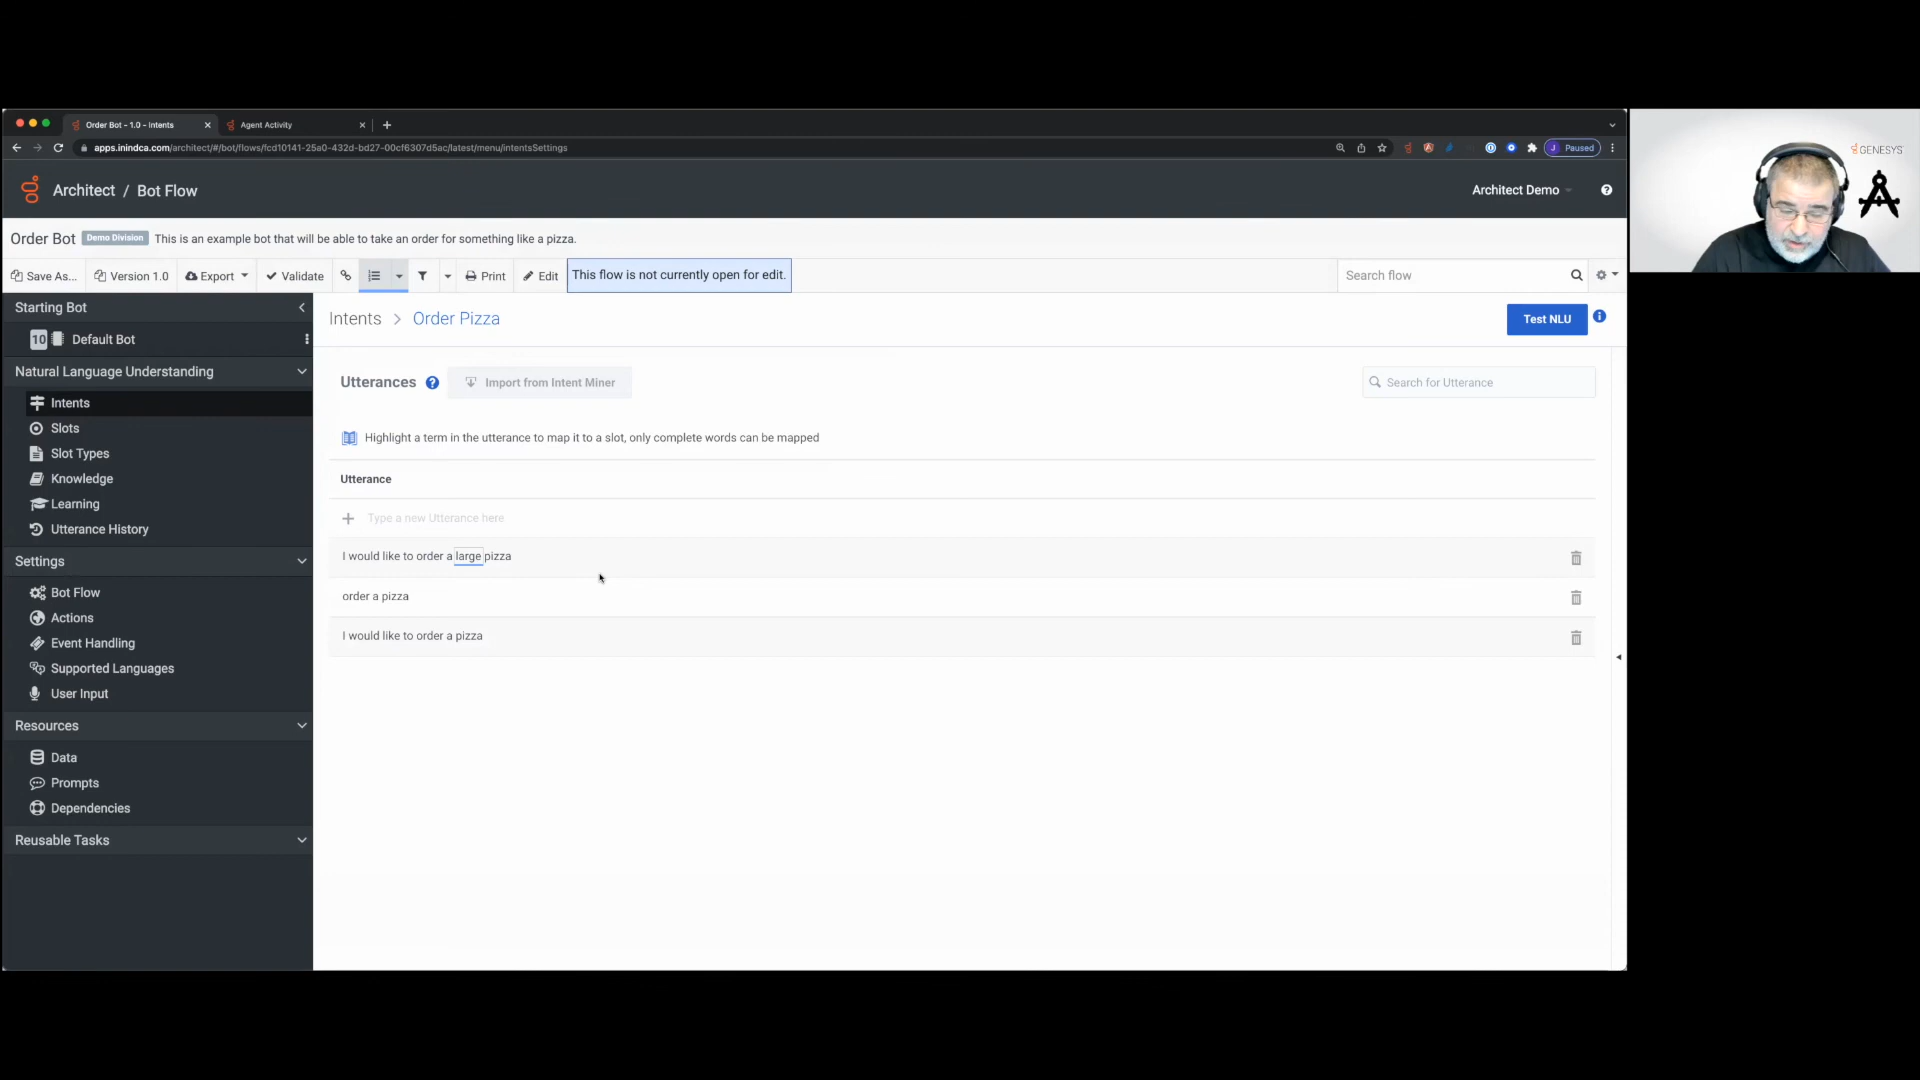 Order Bot - 1.0 - Intents
Agent Activity
apps.inindca.com/architect/#/bot/flows/fcd10141-25a0-432d-bd27-00cf6307d5ac/latest/menu/intentsSettings
J Paused
Architect / Bot Flow
Architect Demo
GENESYS
Order Bot Demo Division This is an example bot that will be able to take an order for something like a pizza.
Save As... Version 1.0 Export Validate Print Edit This flow is not currently open for edit. Search flow
Starting Bot
10 Default Bot
Natural Language Understanding
Intents
Slots
Slot Types
Knowledge
Learning
Utterance History
Settings
Bot Flow
Actions
Event Handling
Supported Languages
User Input
Resources
Data
Prompts
Dependencies
Reusable Tasks
Intents > Order Pizza
Test NLU
Utterances ? Import from Intent Miner
Search for Utterance
Highlight a term in the utterance to map it to a slot, only complete words can be mapped
Utterance
+ Type a new Utterance here
I would like to order a large pizza
order a pizza
I would like to order a pizza